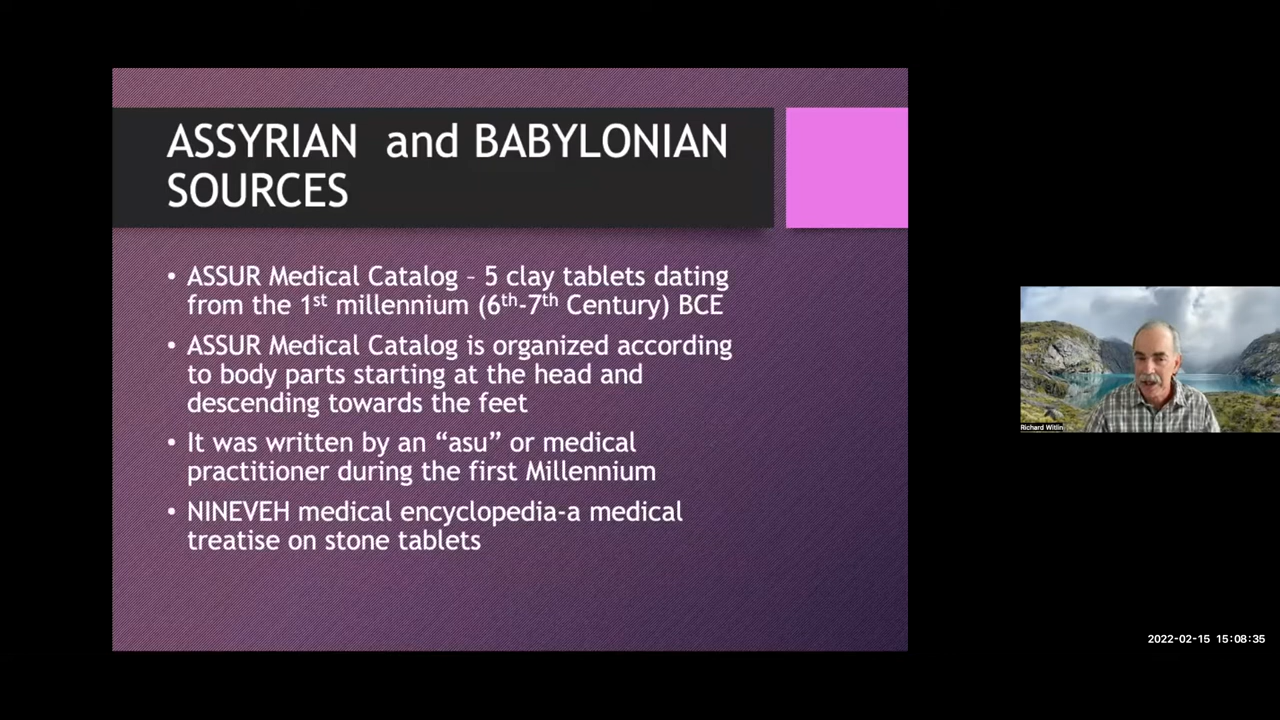 ASSYRIAN and BABYLONIAN
SOURCES
• ASSUR Medical Catalog – 5 clay tablets dating
from the 1st millennium (6th-7th Century) BCE
• ASSUR Medical Catalog is organized according
to body parts starting at the head and
descending towards the feet
• It was written by an “asu” or medical
practitioner during the first Millennium
• NINEVEH medical encyclopedia-a medical
treatise on stone tablets
Richard Witlin
2022-02-15 15:08:35